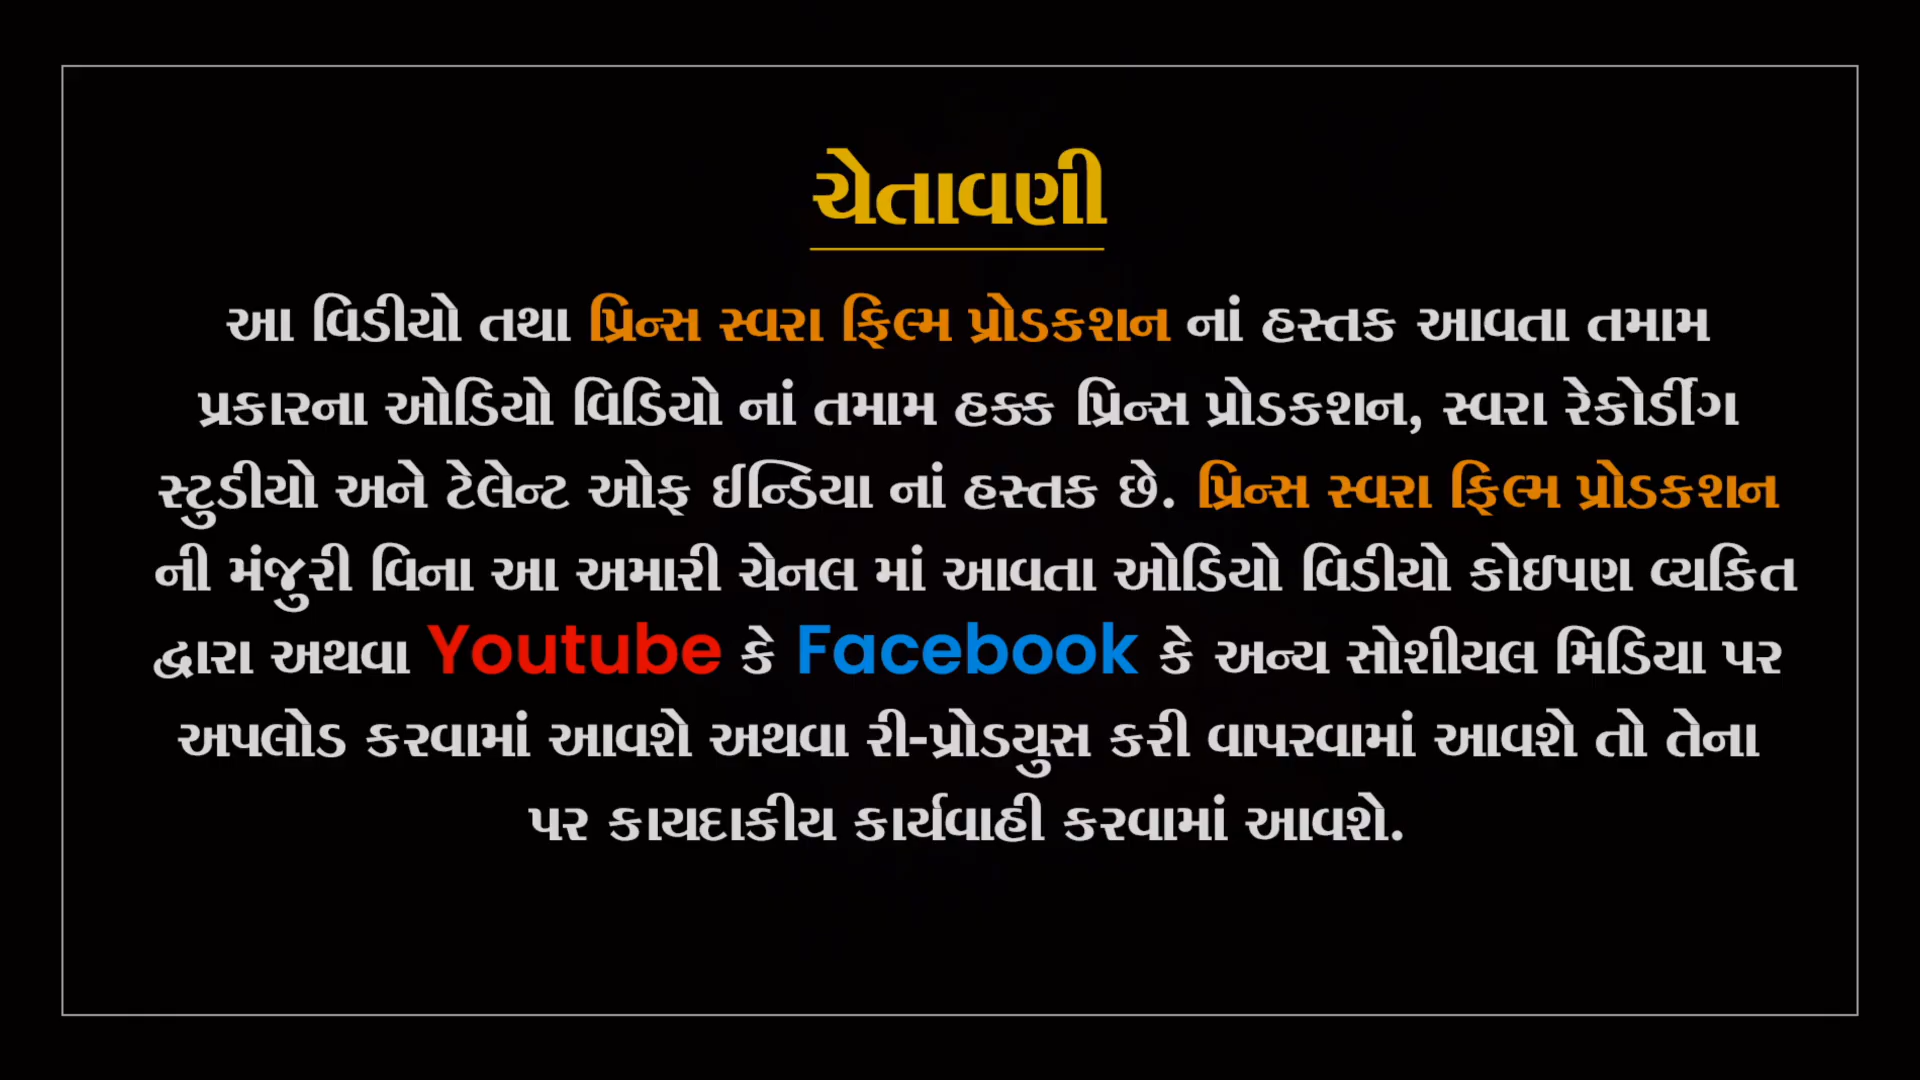 ચેતાવણી
આ વિડીયો તથા પ્રિન્સ સ્વરા ફિલ્મ પ્રોડકશન નાં હસ્તક આવતા તમામ
પ્રકારના ઓડિયો વિડિયો નાં તમામ હક્ક પ્રિન્સ પ્રોડકશન, સ્વરા રેકોર્ડીંગ
સ્ટુડીયો અને ટેલેન્ટ ઓફ ઈન્ડિયા નાં હસ્તક છે. પ્રિન્સ સ્વરા ફિલ્મ પ્રોડકશન
ની મંજુરી વિના આ અમારી ચેનલ માં આવતા ઓડિયો વિડીયો કોઇપણ વ્યકિત
દ્વારા અથવા Youtube કે Facebook કે અન્ય સોશીયલ મિડિયા પર
અપલોડ કરવામાં આવશે અથવા રી-પ્રોડયુસ કરી વાપરવામાં આવશે તો તેના
પર કાયદાકીય કાર્યવાહી કરવામાં આવશે.